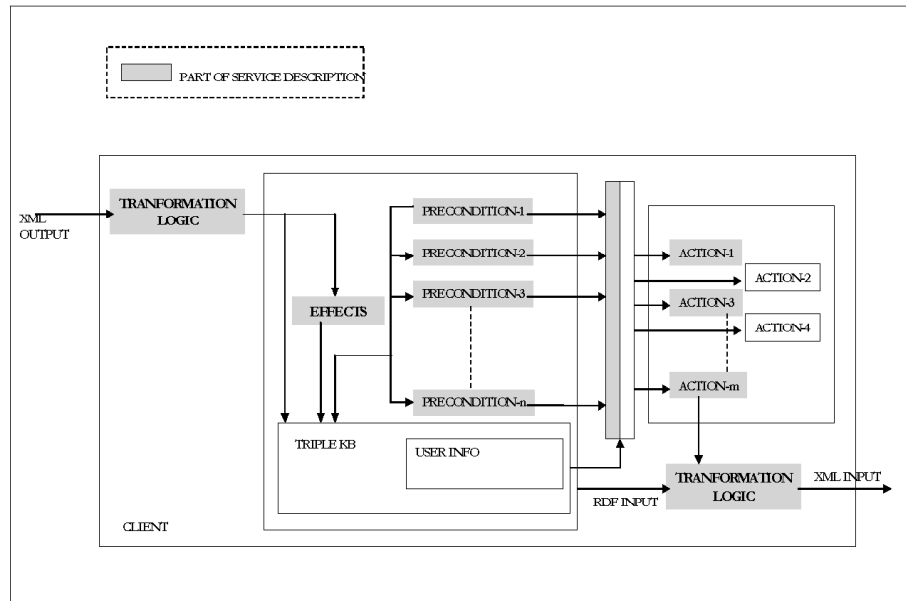 PART OF SERVICE DESCRIPTION
XML
OUTPUT
TRANFORMATION
LOGIC
PRECONDITION-1
PRECONDITION-2
PRECONDITION-3
EFFECTS
PRECONDITION-n
ACTION-1
ACTION-2
ACTION-3
ACTION-4
ACTION-m
TRIPLE KB
USER INFO
TRANFORMATION
LOGIC
XML INPUT
RDF INPUT
CLIENT